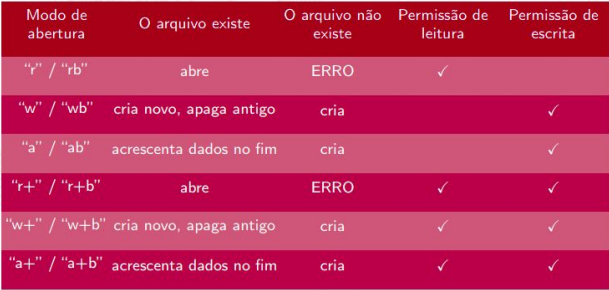 Modo de abertura O arquivo existe O arquivo não existe Permissão de leitura Permissão de escrita
“r” / “rb” abre ERRO ✓
“w” / “wb” cria novo, apaga antigo cria ✓
“a” / “ab” acrescenta dados no fim cria ✓
“r+” / “r+b” abre ERRO ✓ ✓
“w+” / “w+b” cria novo, apaga antigo cria ✓ ✓
“a+” / “a+b” acrescenta dados no fim cria ✓ ✓